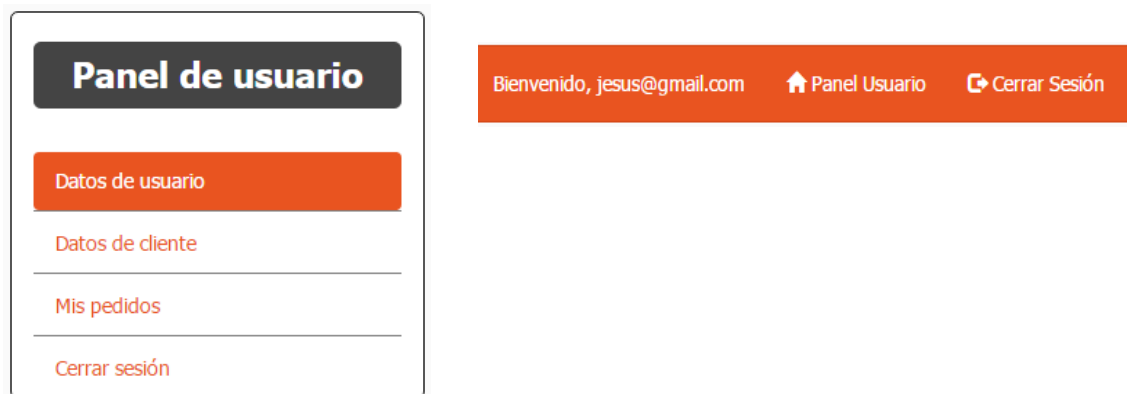 Panel de usuario
Datos de usuario
Datos de cliente
Mis pedidos
Cerrar sesión
Bienvenido, jesus@gmail.com Panel Usuario Cerrar Sesión